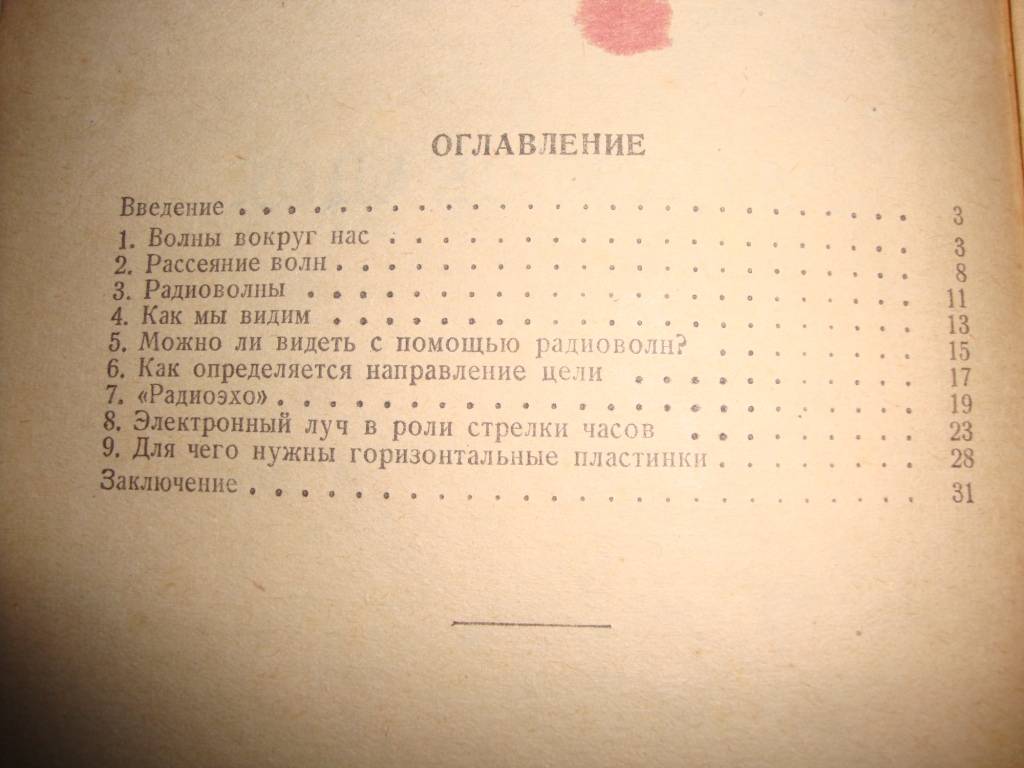 ОГЛАВЛЕНИЕ
Введение . . . . . . . . . . . . . . . . . . . . . . . . . . 3
1. Волны вокруг нас . . . . . . . . . . . . . . . . . . . . 3
2. Рассеяние волн . . . . . . . . . . . . . . . . . . . . . . 8
3. Радиоволны . . . . . . . . . . . . . . . . . . . . . . . 11
4. Как мы видим . . . . . . . . . . . . . . . . . . . . . . 13
5. Можно ли видеть с помощью радиоволн? . . . . . . . . 15
6. Как определяется направление цели . . . . . . . . . . . 17
7. «Радиоэхо» . . . . . . . . . . . . . . . . . . . . . . . . 19
8. Электронный луч в роли стрелки часов . . . . . . . . . 23
9. Для чего нужны горизонтальные пластинки . . . . . . . . 28
Заключение . . . . . . . . . . . . . . . . . . . . . . . . . 31